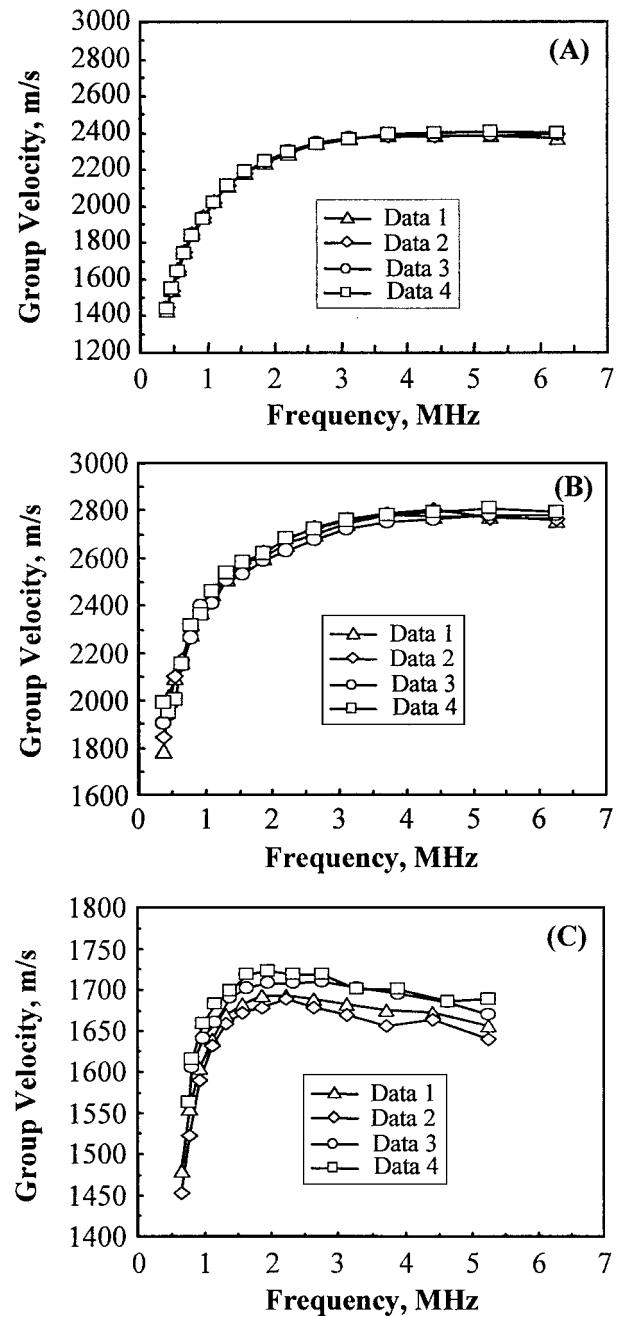 (A)
Group Velocity, m/s
3000
2800
2600
2400
2200
2000
1800
1600
1400
1200
Data 1
Data 2
Data 3
Data 4
0 1 2 3 4 5 6 7
Frequency, MHz
(B)
Group Velocity, m/s
3000
2800
2600
2400
2200
2000
1800
1600
Data 1
Data 2
Data 3
Data 4
0 1 2 3 4 5 6 7
Frequency, MHz
(C)
Group Velocity, m/s
1800
1750
1700
1650
1600
1550
1500
1450
1400
Data 1
Data 2
Data 3
Data 4
0 1 2 3 4 5 6 7
Frequency, MHz